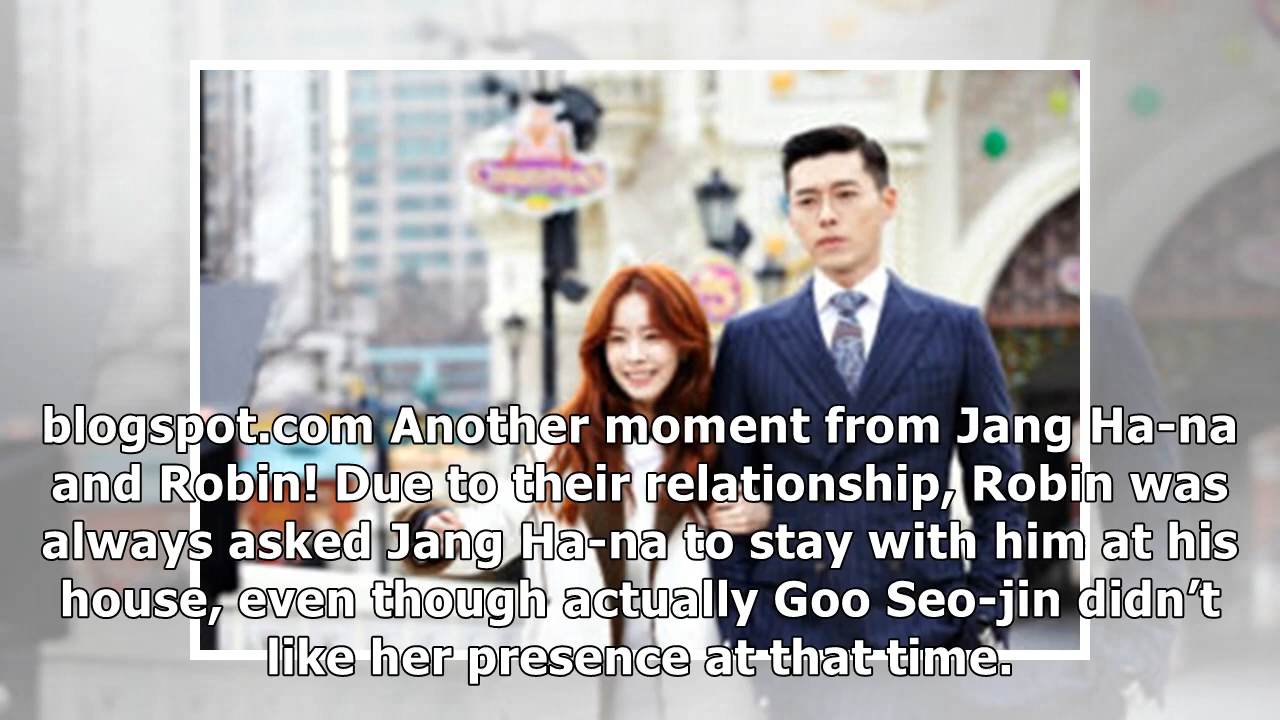 blogspot.com Another moment from Jang Ha-na
and Robin! Due to their relationship, Robin was
always asked Jang Ha-na to stay with him at his
house, even though actually Goo Seo-jin didn’t
like her presence at that time.